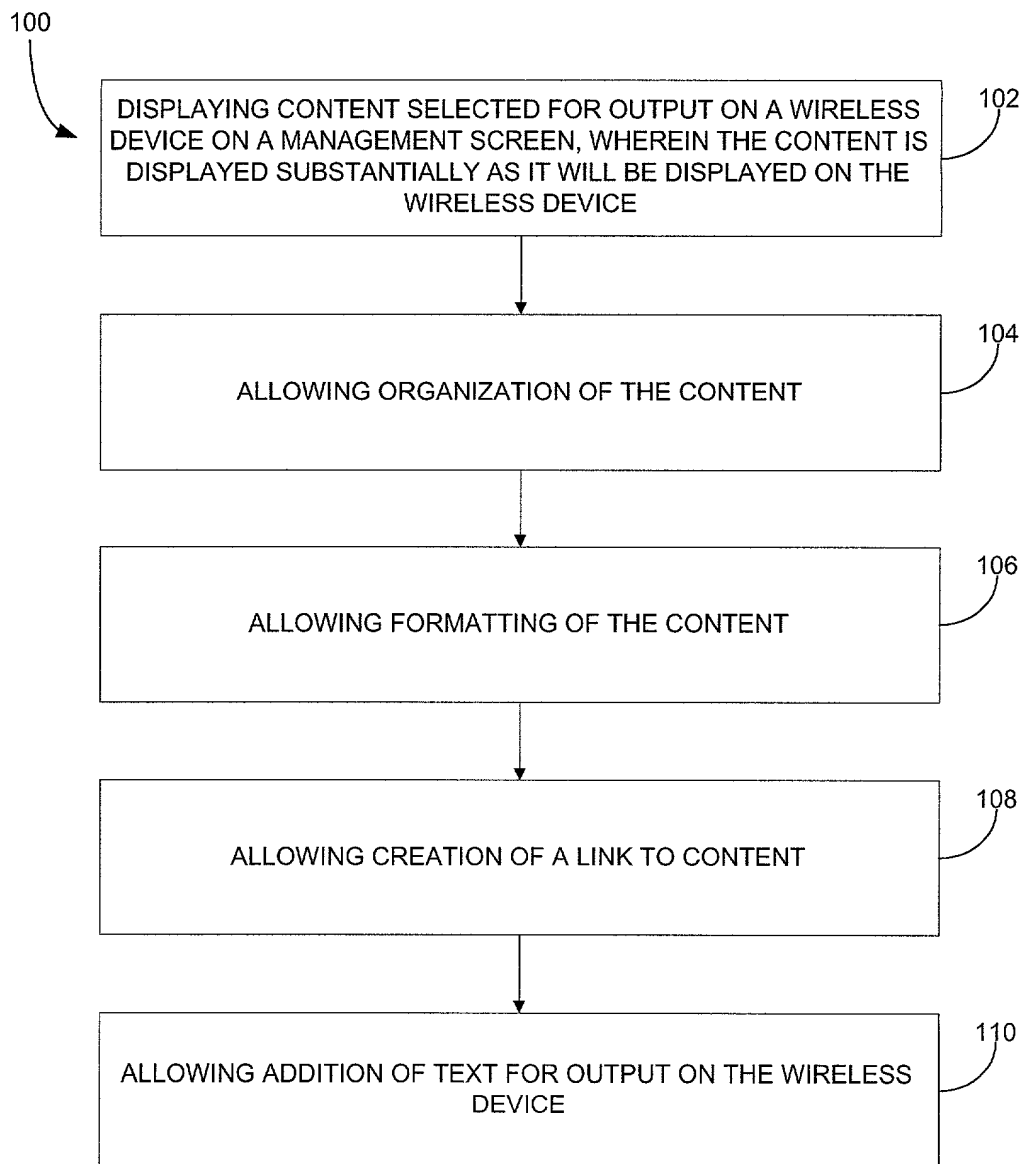 100
DISPLAYING CONTENT SELECTED FOR OUTPUT ON A WIRELESS
DEVICE ON A MANAGEMENT SCREEN, WHEREIN THE CONTENT IS
DISPLAYED SUBSTANTIALLY AS IT WILL BE DISPLAYED ON THE
WIRELESS DEVICE
102
ALLOWING ORGANIZATION OF THE CONTENT
104
ALLOWING FORMATTING OF THE CONTENT
106
ALLOWING CREATION OF A LINK TO CONTENT
108
ALLOWING ADDITION OF TEXT FOR OUTPUT ON THE WIRELESS
DEVICE
110